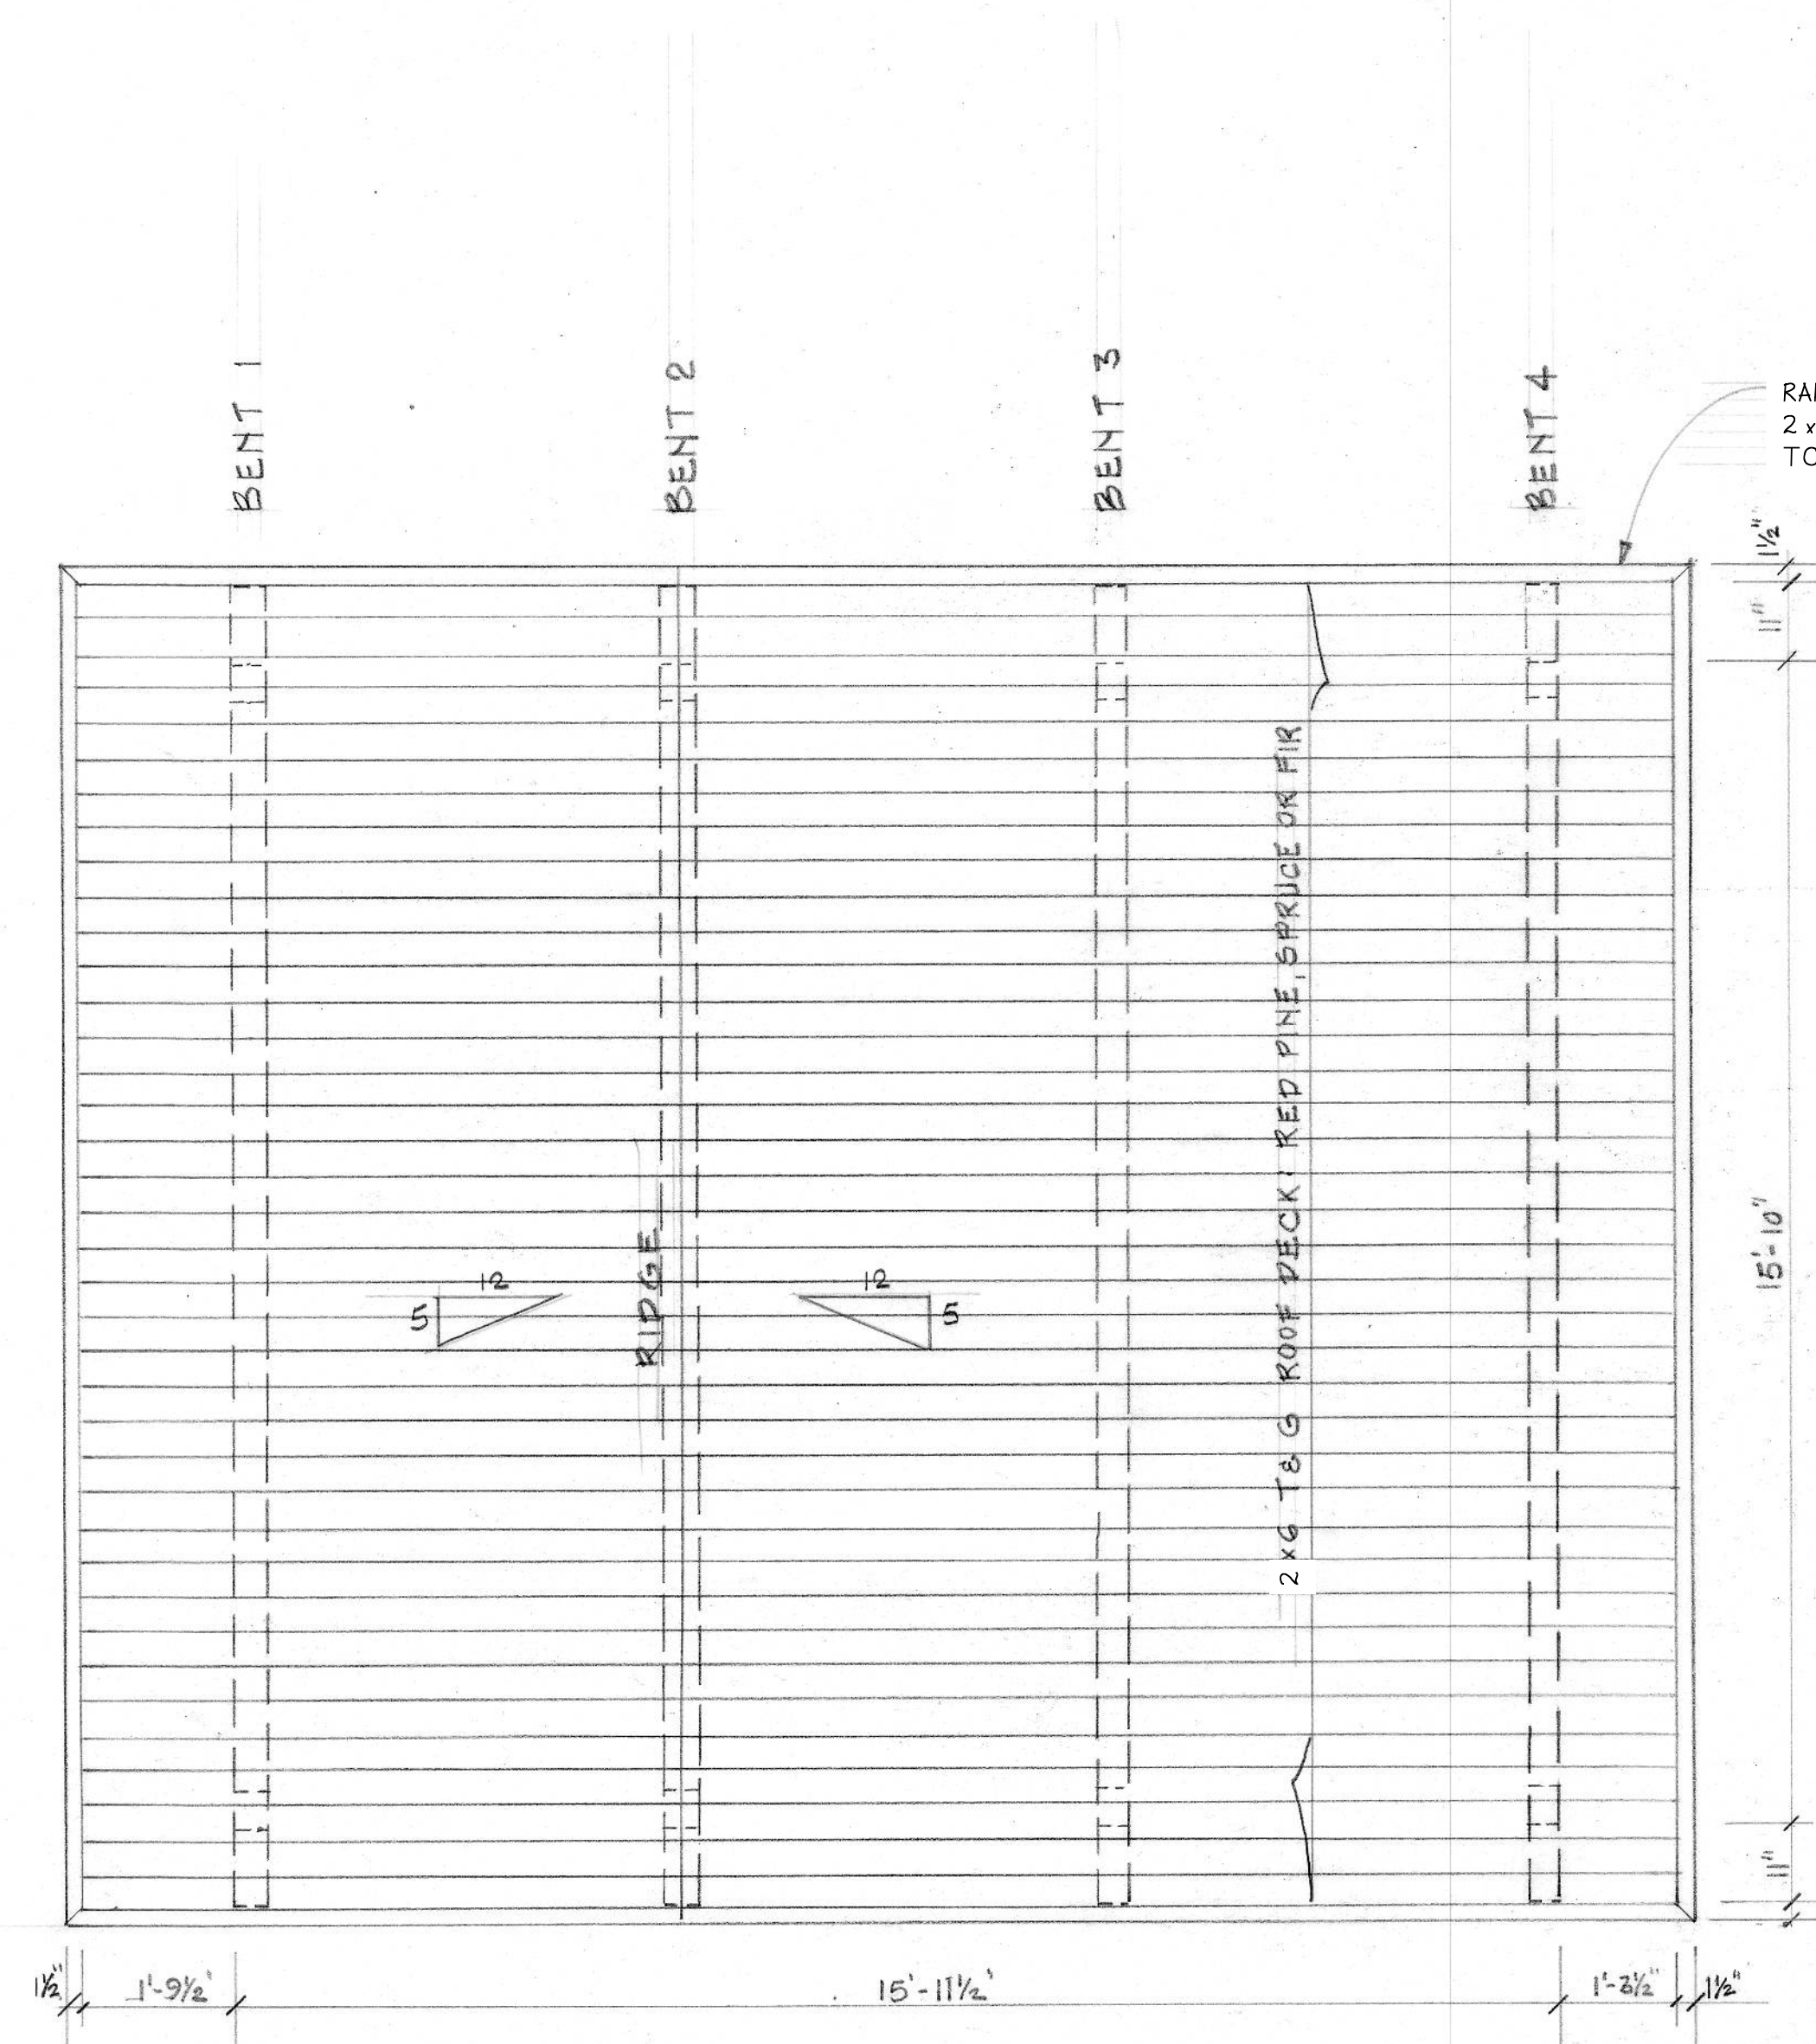 BENT 1
BENT 2
BENT 3
BENT 4
RA
2 x
TO
1½"
11"
2 x 6 T & G ROOF DECK: RED PINE, SPRUCE OR FIR
RIDGE
12
5
12
5
15'-10"
11"
1½"
1'-9½'
15'-11½'
1'-3½"
1½"